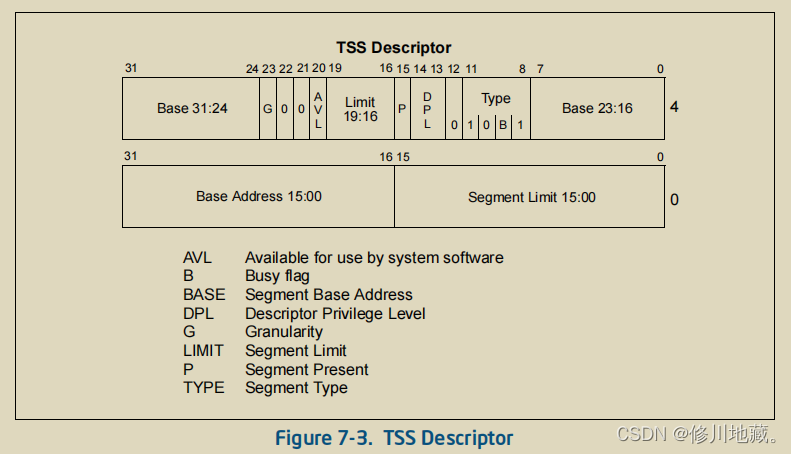 TSS Descriptor
31 24 23 22 21 20 19 16 15 14 13 12 11 8 7 0
Base 31:24 G 0 0 AVL Limit 19:16 P DPL 0 Type 1 0 B 1 Base 23:16 4
31 16 15 0
Base Address 15:00 Segment Limit 15:00 0
AVL Available for use by system software
B Busy flag
BASE Segment Base Address
DPL Descriptor Privilege Level
G Granularity
LIMIT Segment Limit
P Segment Present
TYPE Segment Type
Figure 7-3. TSS Descriptor
CSDN @修川地藏。